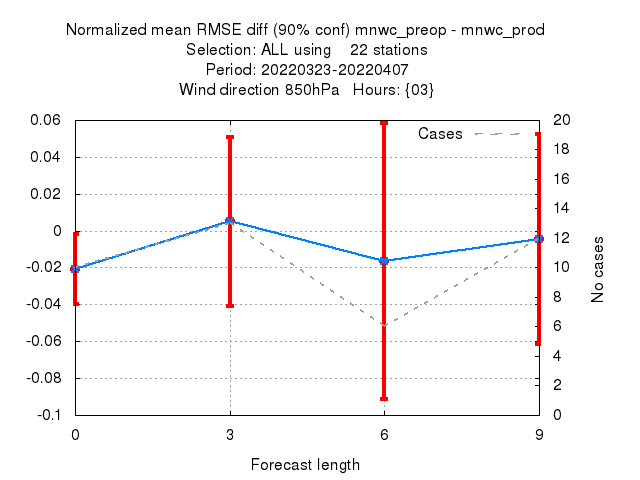 Normalized mean RMSE diff (90% conf) mnwc_preop - mnwc_prod
Selection: ALL using    22 stations
Period: 20220323-20220407
Wind direction 850hPa   Hours: {03}
Cases
0.06
0.04
0.02
0
-0.02
-0.04
-0.06
-0.08
-0.1
20
18
16
14
12
10
8
6
4
2
0
No cases
0 3 6 9
Forecast length